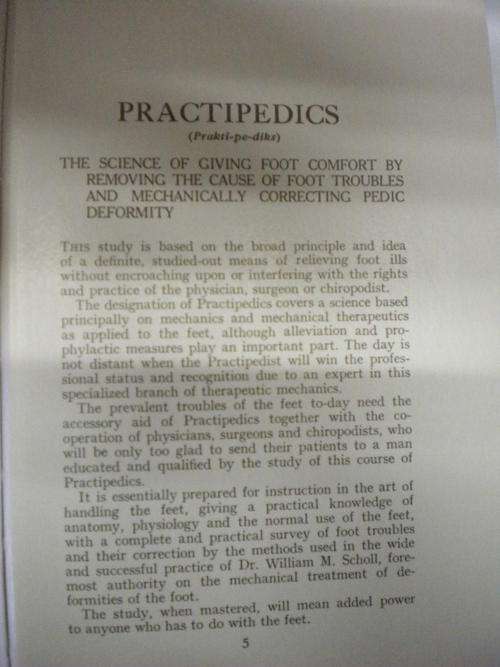 PRACTIPEDICS
(Prakti-pe-diks)
THE SCIENCE OF GIVING FOOT COMFORT BY
REMOVING THE CAUSE OF FOOT TROUBLES
AND MECHANICALLY CORRECTING PEDIC
DEFORMITY
THIS study is based on the broad principle and idea
of a definite, studied-out means of relieving foot ills
without encroaching upon or interfering with the rights
and practice of the physician, surgeon or chiropodist.
The designation of Practipedics covers a science based
principally on mechanics and mechanical therapeutics
as applied to the feet, although alleviation and pro-
phylactic measures play an important part. The day is
not distant when the Practipedist will win the profes-
sional status and recognition due to an expert in this
specialized branch of therapeutic mechanics.
The prevalent troubles of the feet to-day need the
accessory aid of Practipedics together with the co-
operation of physicians, surgeons and chiropodists, who
will be only too glad to send their patients to a man
educated and qualified by the study of this course of
Practipedics.
It is essentially prepared for instruction in the art of
handling the feet, giving a practical knowledge of
anatomy, physiology and the normal use of the feet,
with a complete and practical survey of foot troubles
and their correction by the methods used in the wide
and successful practice of Dr. William M. Scholl, fore-
most authority on the mechanical treatment of de-
formities of the foot.
The study, when mastered, will mean added power
to anyone who has to do with the feet.
5